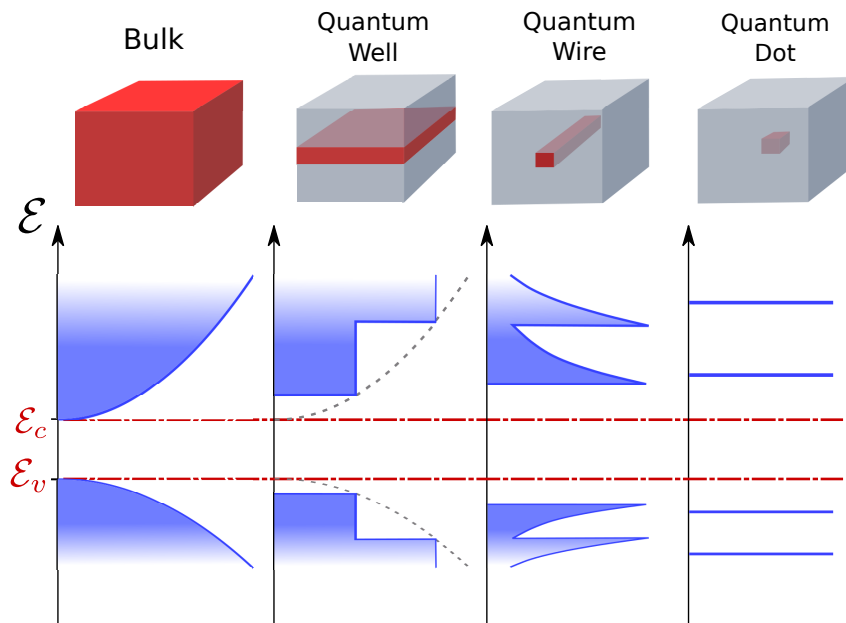 Bulk
Quantum
Well
Quantum
Wire
Quantum
Dot
ℰ
ℰc
ℰv